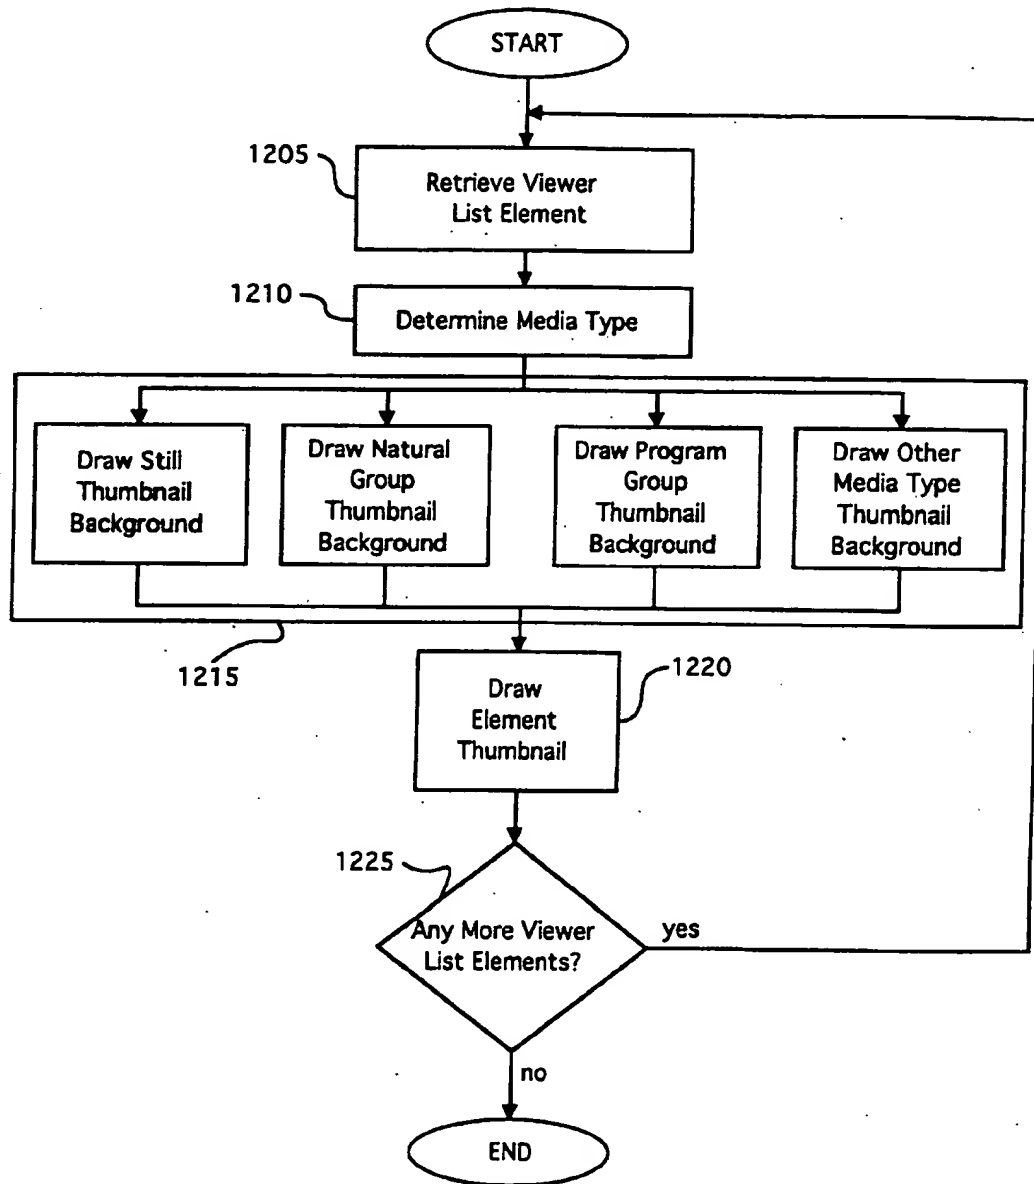 START
1205
Retrieve Viewer
List Element
1210
Determine Media Type
Draw Still
Thumbnail
Background
Draw Natural
Group
Thumbnail
Background
Draw Program
Group
Thumbnail
Background
Draw Other
Media Type
Thumbnail
Background
1215
1220
Draw
Element
Thumbnail
1225
Any More Viewer
List Elements?
yes
no
END